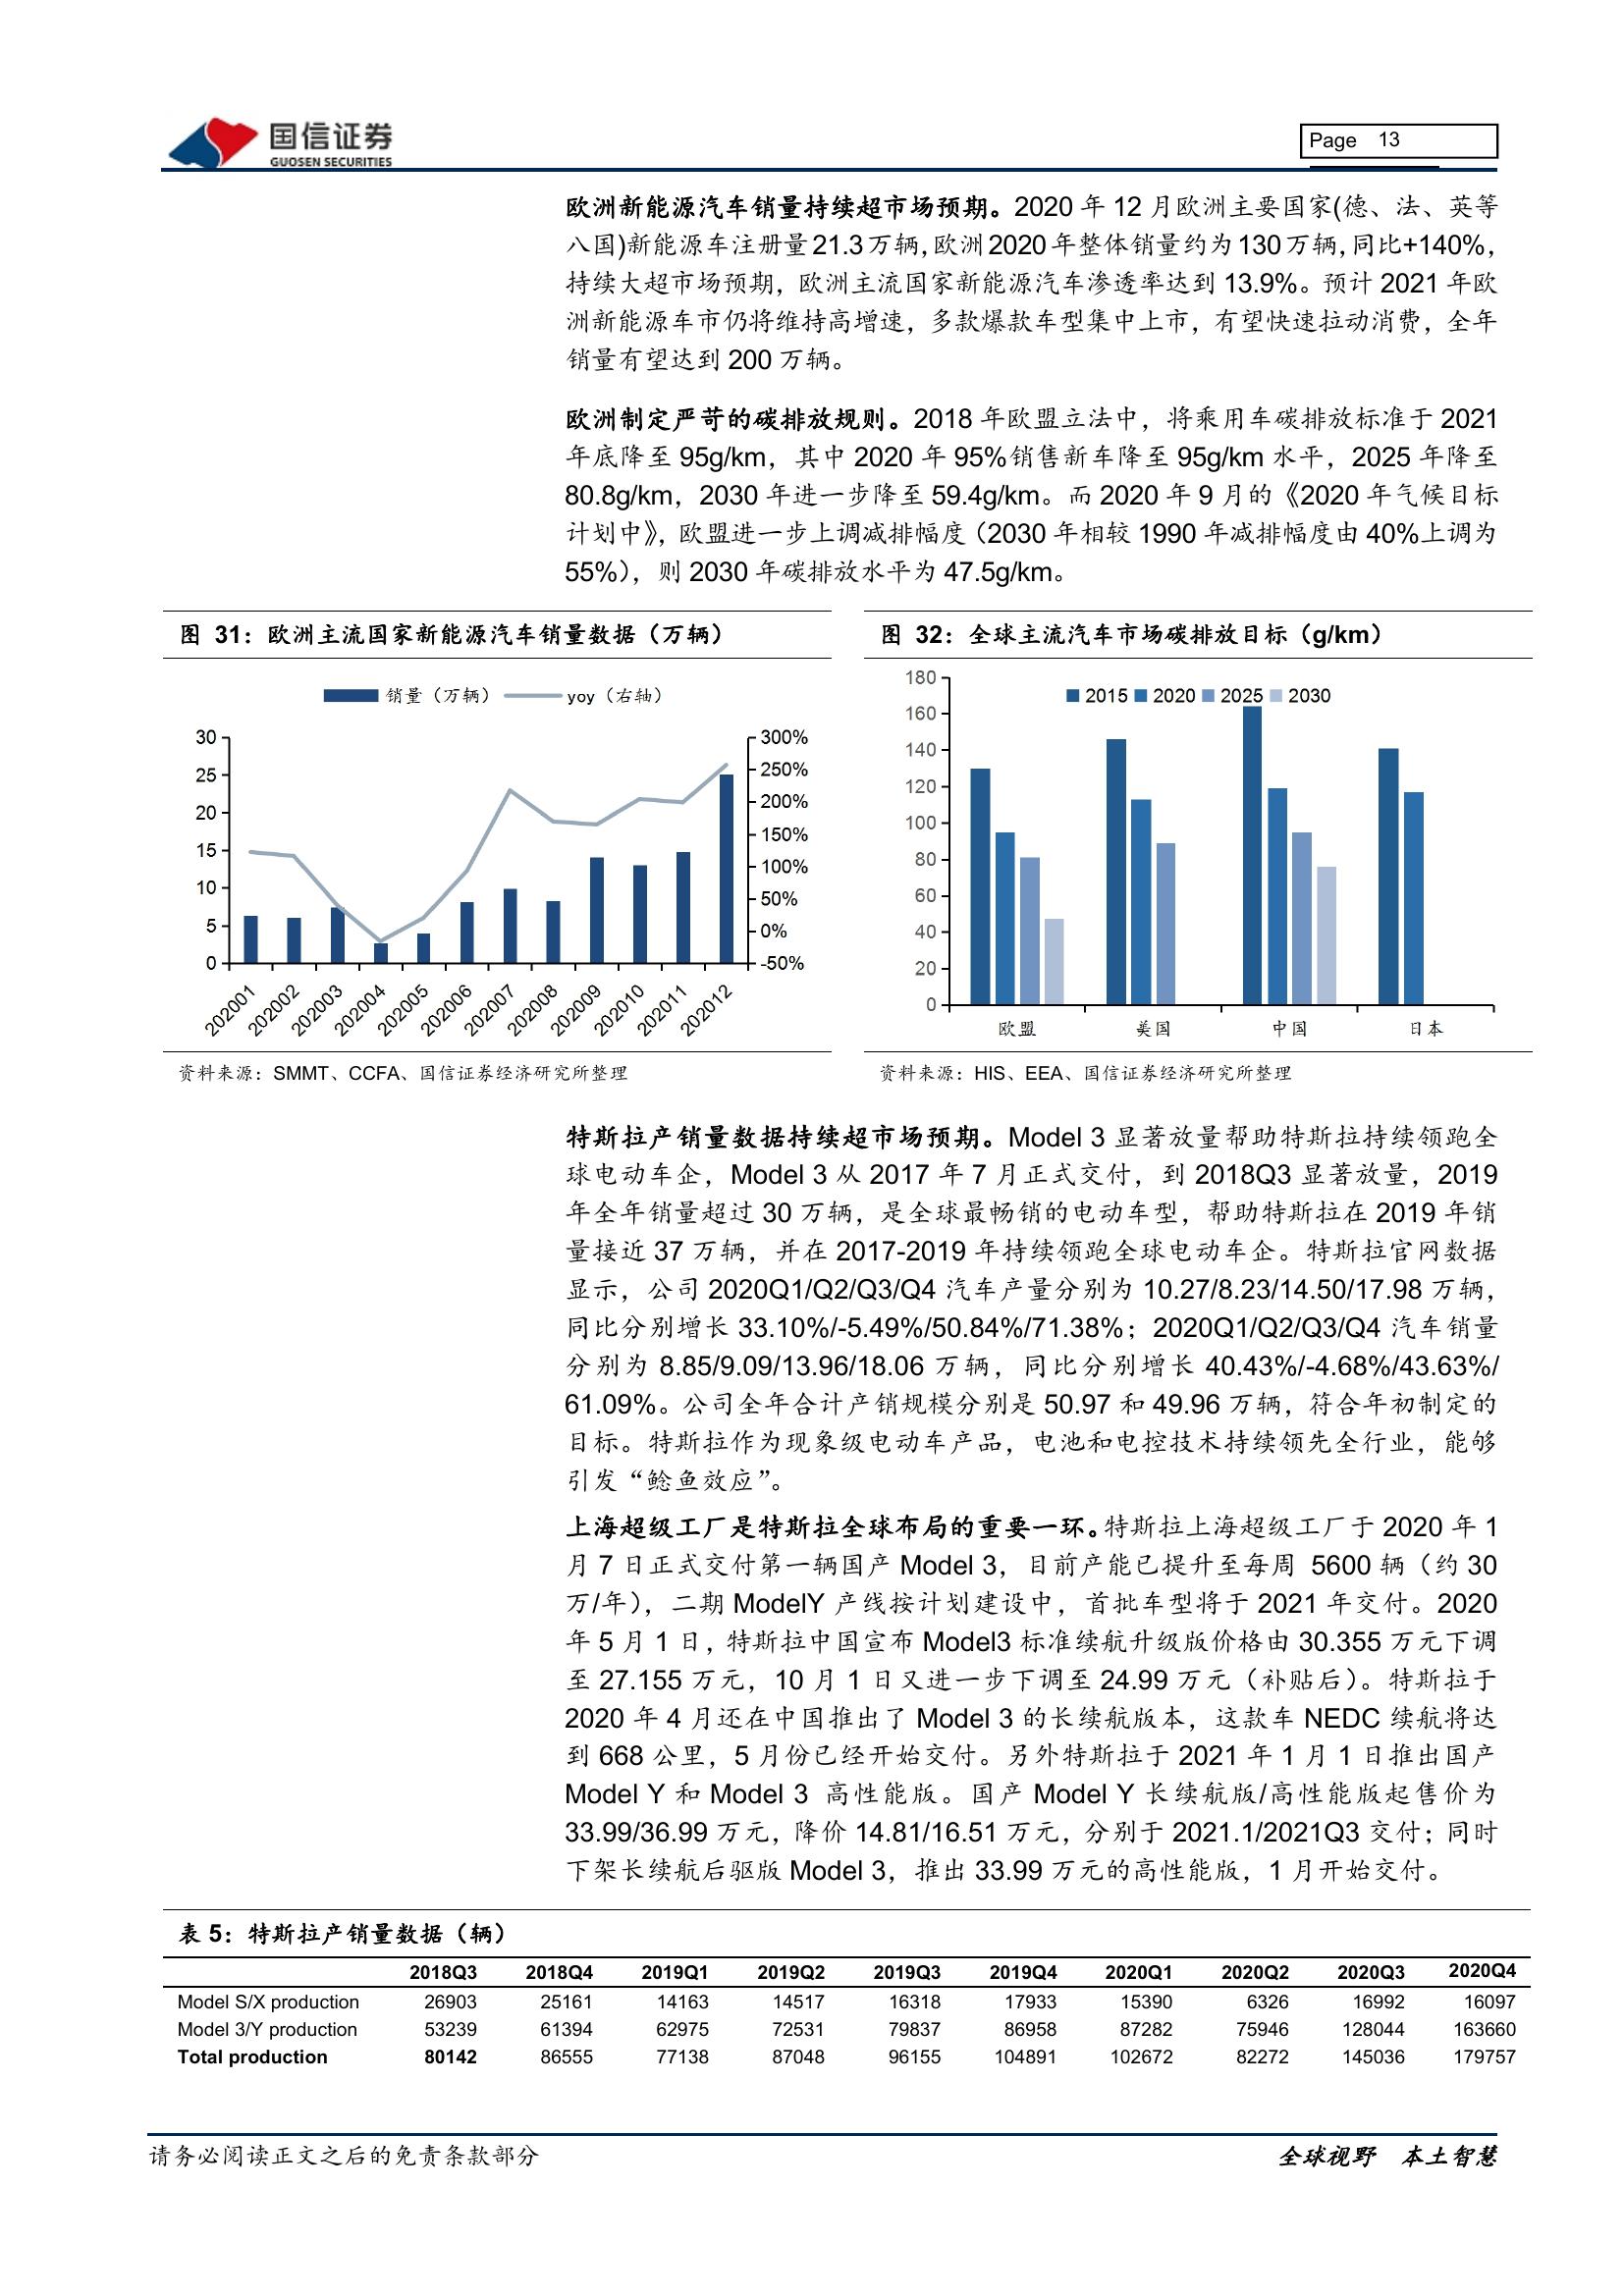 国信证券
GUOSEN SECURITIES
Page 13
欧洲新能源汽车销量持续超市场预期。2020 年 12 月欧洲主要国家(德、法、英等
八国)新能源车注册量 21.3 万辆，欧洲 2020 年整体销量约为 130 万辆，同比+140%，
持续大超市场预期，欧洲主流国家新能源汽车渗透率达到 13.9%。预计 2021 年欧
洲新能源车市仍将维持高增速，多款爆款车型集中上市，有望快速拉动消费，全年
销量有望达到 200 万辆。
欧洲制定严苛的碳排放规则。2018 年欧盟立法中，将乘用车碳排放标准于 2021
年底降至 95g/km，其中 2020 年 95%销售新车降至 95g/km 水平，2025 年降至
80.8g/km，2030 年进一步降至 59.4g/km。而 2020 年 9 月的《2020 年气候目标
计划中》，欧盟进一步上调减排幅度（2030 年相较 1990 年减排幅度由 40%上调为
55%），则 2030 年碳排放水平为 47.5g/km。
图 31：欧洲主流国家新能源汽车销量数据（万辆）
销量（万辆） yoy（右轴）
30
25
20
15
10
5
0
300%
250%
200%
150%
100%
50%
0%
-50%
202001 202002 202003 202004 202005 202006 202007 202008 202009 202010 202011 202012
资料来源：SMMT、CCFA、国信证券经济研究所整理
图 32：全球主流汽车市场碳排放目标（g/km）
2015 2020 2025 2030
180
160
140
120
100
80
60
40
20
0
欧盟 美国 中国 日本
资料来源：HIS、EEA、国信证券经济研究所整理
特斯拉产销量数据持续超市场预期。Model 3 显著放量帮助特斯拉持续领跑全
球电动车企，Model 3 从 2017 年 7 月正式交付，到 2018Q3 显著放量，2019
年全年销量超过 30 万辆，是全球最畅销的电动车型，帮助特斯拉在 2019 年销
量接近 37 万辆，并在 2017-2019 年持续领跑全球电动车企。特斯拉官网数据
显示，公司 2020Q1/Q2/Q3/Q4 汽车产量分别为 10.27/8.23/14.50/17.98 万辆，
同比分别增长 33.10%/-5.49%/50.84%/71.38%；2020Q1/Q2/Q3/Q4 汽车销量
分别为 8.85/9.09/13.96/18.06 万辆，同比分别增长 40.43%/-4.68%/43.63%/
61.09%。公司全年合计产销规模分别是 50.97 和 49.96 万辆，符合年初制定的
目标。特斯拉作为现象级电动车产品，电池和电控技术持续领先全行业，能够
引发“鲶鱼效应”。
上海超级工厂是特斯拉全球布局的重要一环。特斯拉上海超级工厂于 2020 年 1
月 7 日正式交付第一辆国产 Model 3，目前产能已提升至每周 5600 辆（约 30
万/年），二期 ModelY 产线按计划建设中，首批车型将于 2021 年交付。2020
年 5 月 1 日，特斯拉中国宣布 Model3 标准续航升级版价格由 30.355 万元下调
至 27.155 万元，10 月 1 日又进一步下调至 24.99 万元（补贴后）。特斯拉于
2020 年 4 月还在中国推出了 Model 3 的长续航版本，这款车 NEDC 续航将达
到 668 公里，5 月份已经开始交付。另外特斯拉于 2021 年 1 月 1 日推出国产
Model Y 和 Model 3 高性能版。国产 Model Y 长续航版/高性能版起售价为
33.99/36.99 万元，降价 14.81/16.51 万元，分别于 2021.1/2021Q3 交付；同时
下架长续航后驱版 Model 3，推出 33.99 万元的高性能版，1 月开始交付。
表 5：特斯拉产销量数据（辆）
2018Q3 2018Q4 2019Q1 2019Q2 2019Q3 2019Q4 2020Q1 2020Q2 2020Q3 2020Q4
Model S/X production 26903 25161 14163 14517 16318 17933 15390 6326 16992 16097
Model 3/Y production 53239 61394 62975 72531 79837 86958 87282 75946 128044 163660
Total production 80142 86555 77138 87048 96155 104891 102672 82272 145036 179757
请务必阅读正文之后的免责条款部分
全球视野 本土智慧